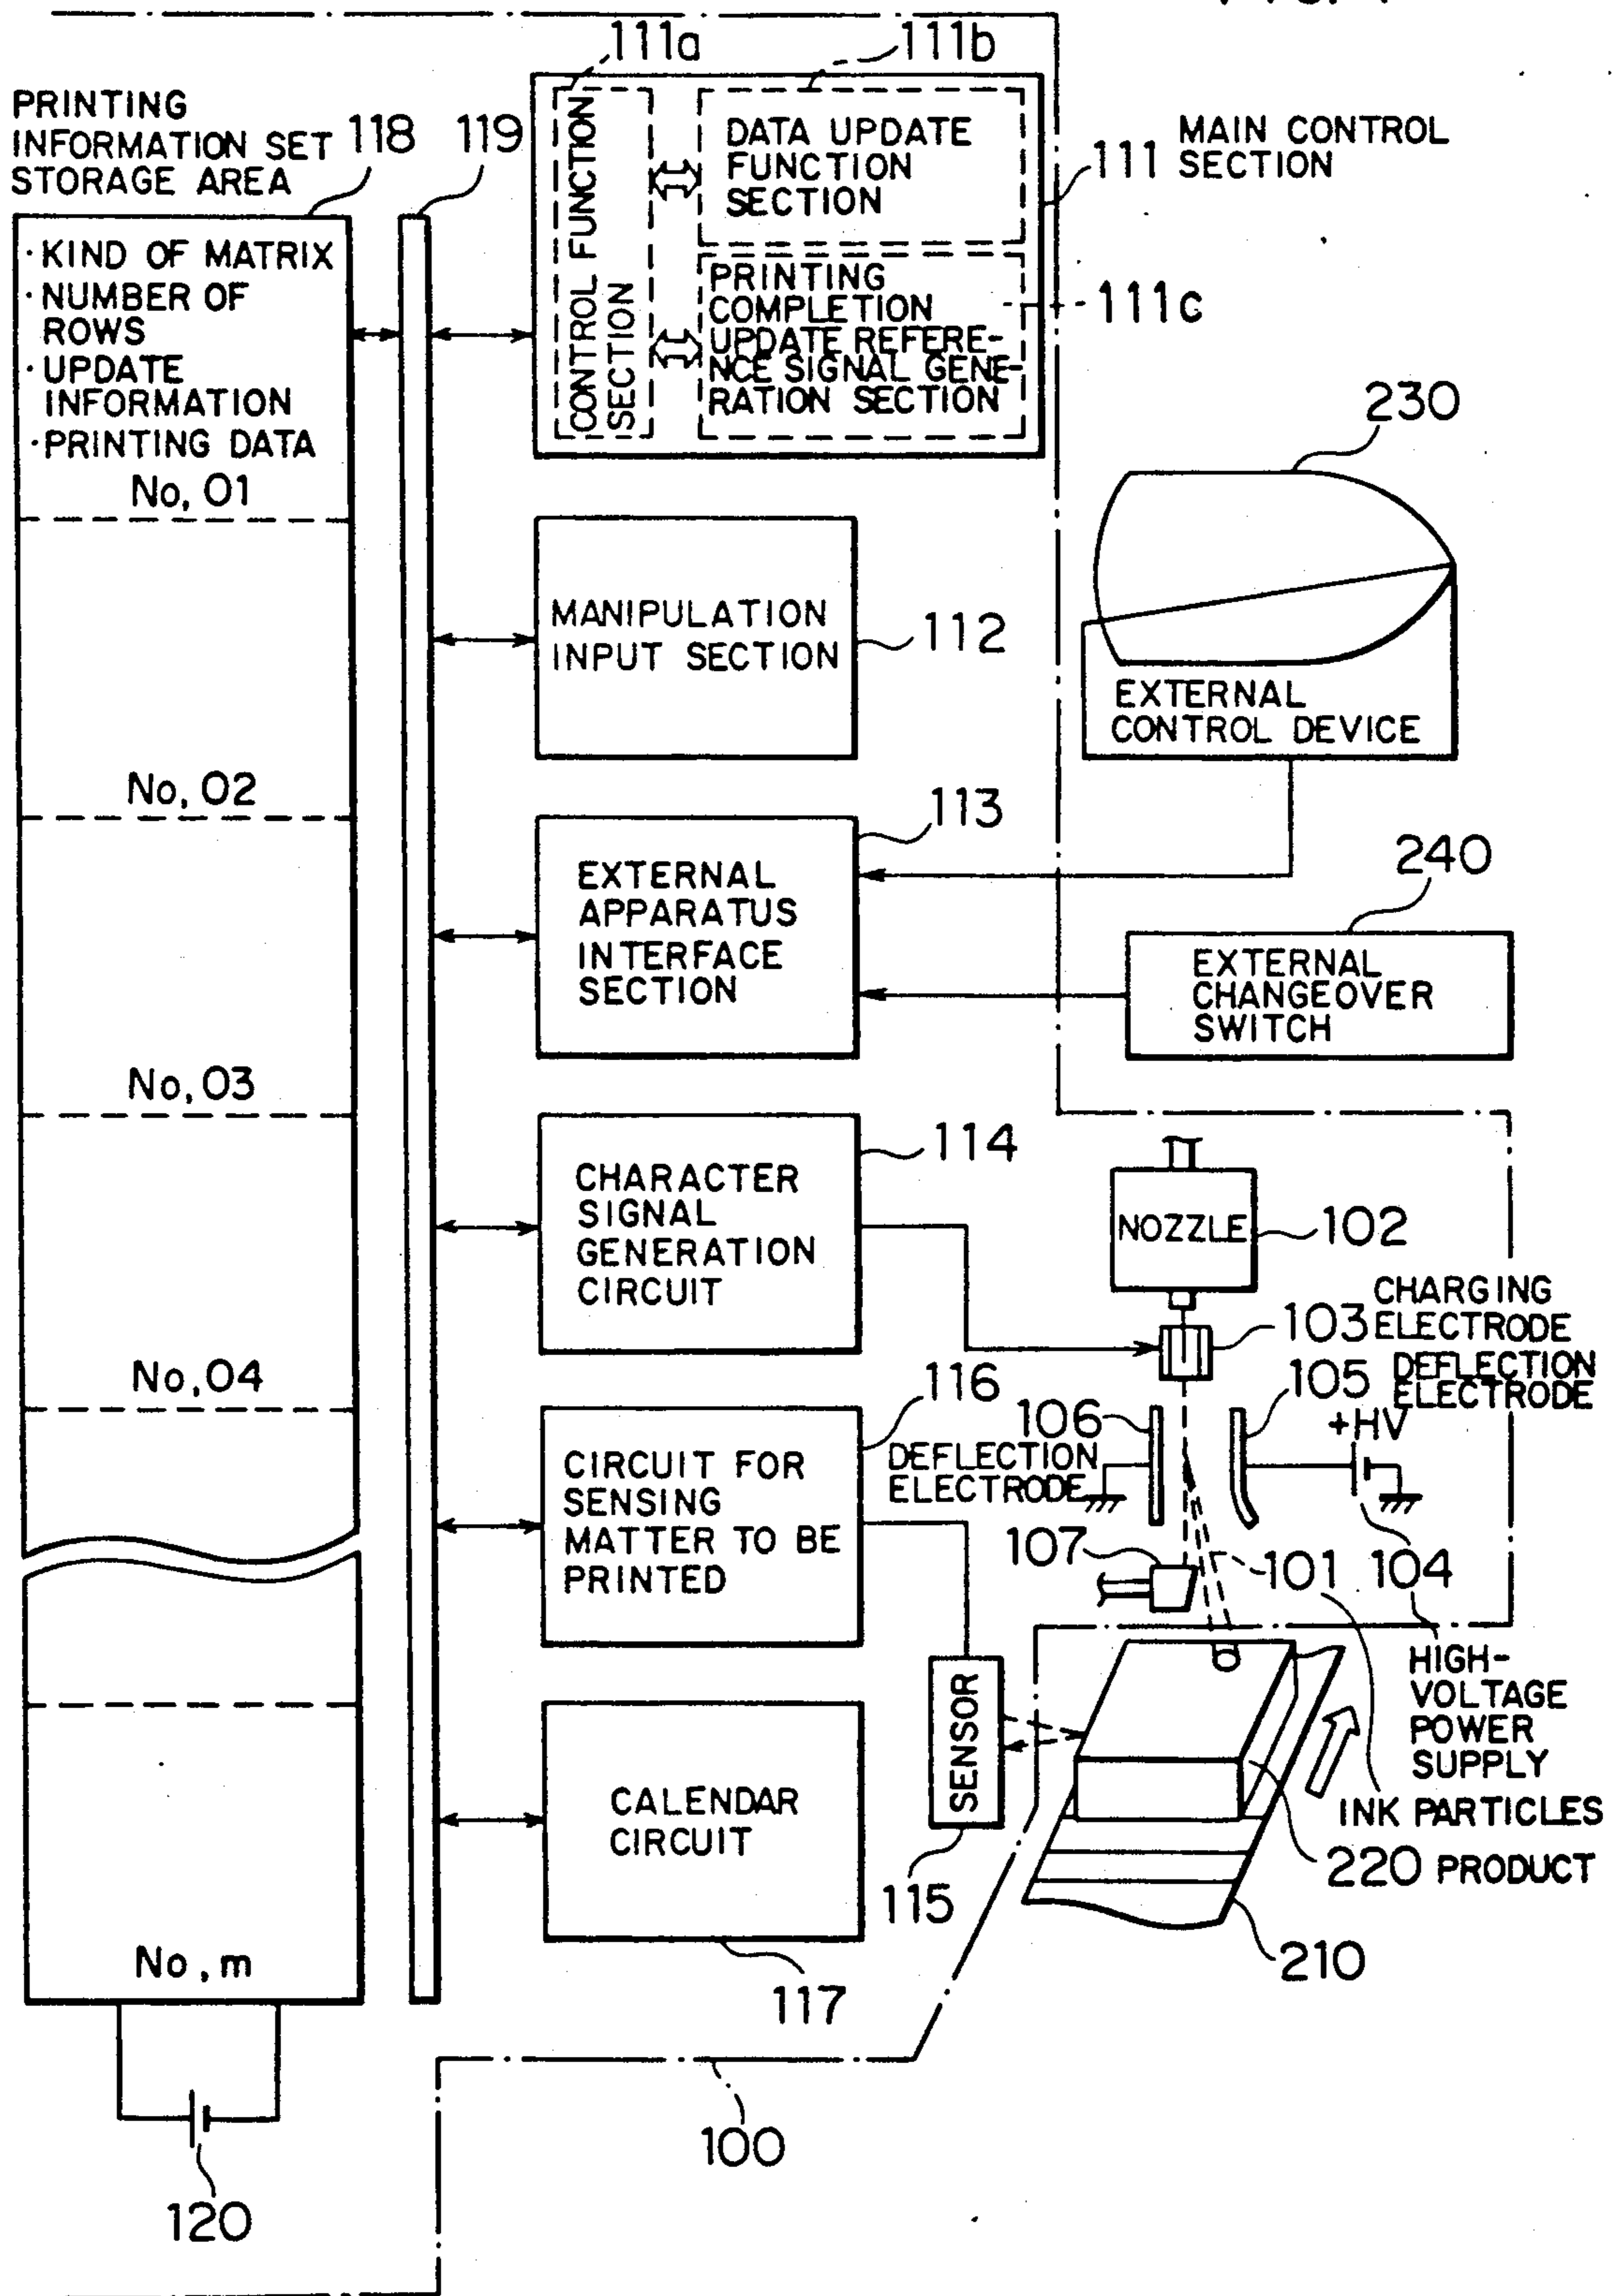 111a
111b
PRINTING
INFORMATION SET
STORAGE AREA
118
119
CONTROL FUNCTION
SECTION
DATA UPDATE
FUNCTION
SECTION
111
MAIN CONTROL
SECTION
PRINTING
COMPLETION
UPDATE REFERE-
NCE SIGNAL GENE-
RATION SECTION
111c
·KIND OF MATRIX
·NUMBER OF
ROWS
·UPDATE
INFORMATION
·PRINTING DATA
No,01
230
MANIPULATION
INPUT SECTION
112
EXTERNAL
CONTROL DEVICE
No,02
113
EXTERNAL
APPARATUS
INTERFACE
SECTION
240
EXTERNAL
CHANGEOVER
SWITCH
No,03
114
CHARACTER
SIGNAL
GENERATION
CIRCUIT
NOZZLE
102
103
CHARGING
ELECTRODE
No,04
116
105
DEFLECTION
ELECTRODE
106
DEFLECTION
ELECTRODE
+HV
CIRCUIT FOR
SENSING
MATTER TO BE
PRINTED
107
101
104
HIGH-
VOLTAGE
POWER
SUPPLY
SENSOR
INK PARTICLES
CALENDAR
CIRCUIT
115
220 PRODUCT
210
No,m
117
100
120